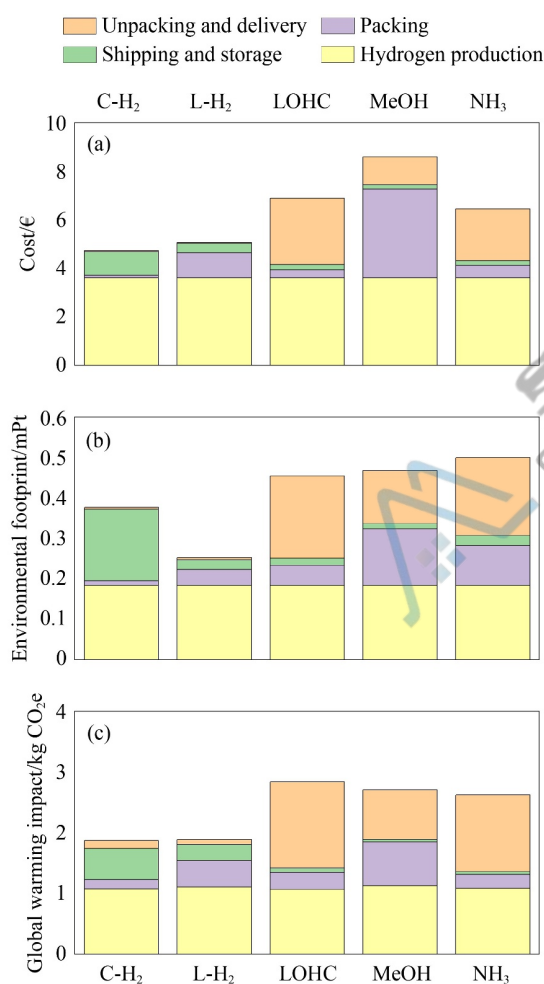 Unpacking and delivery
Packing
Shipping and storage
Hydrogen production
C-H₂ L-H₂ LOHC MeOH NH₃
(a)
Cost/€
10
8
6
4
2
0
(b)
Environmental footprint/mPt
0.6
0.5
0.4
0.3
0.2
0.1
0
(c)
Global warming impact/kg CO₂e
4
3
2
1
0
C-H₂ L-H₂ LOHC MeOH NH₃